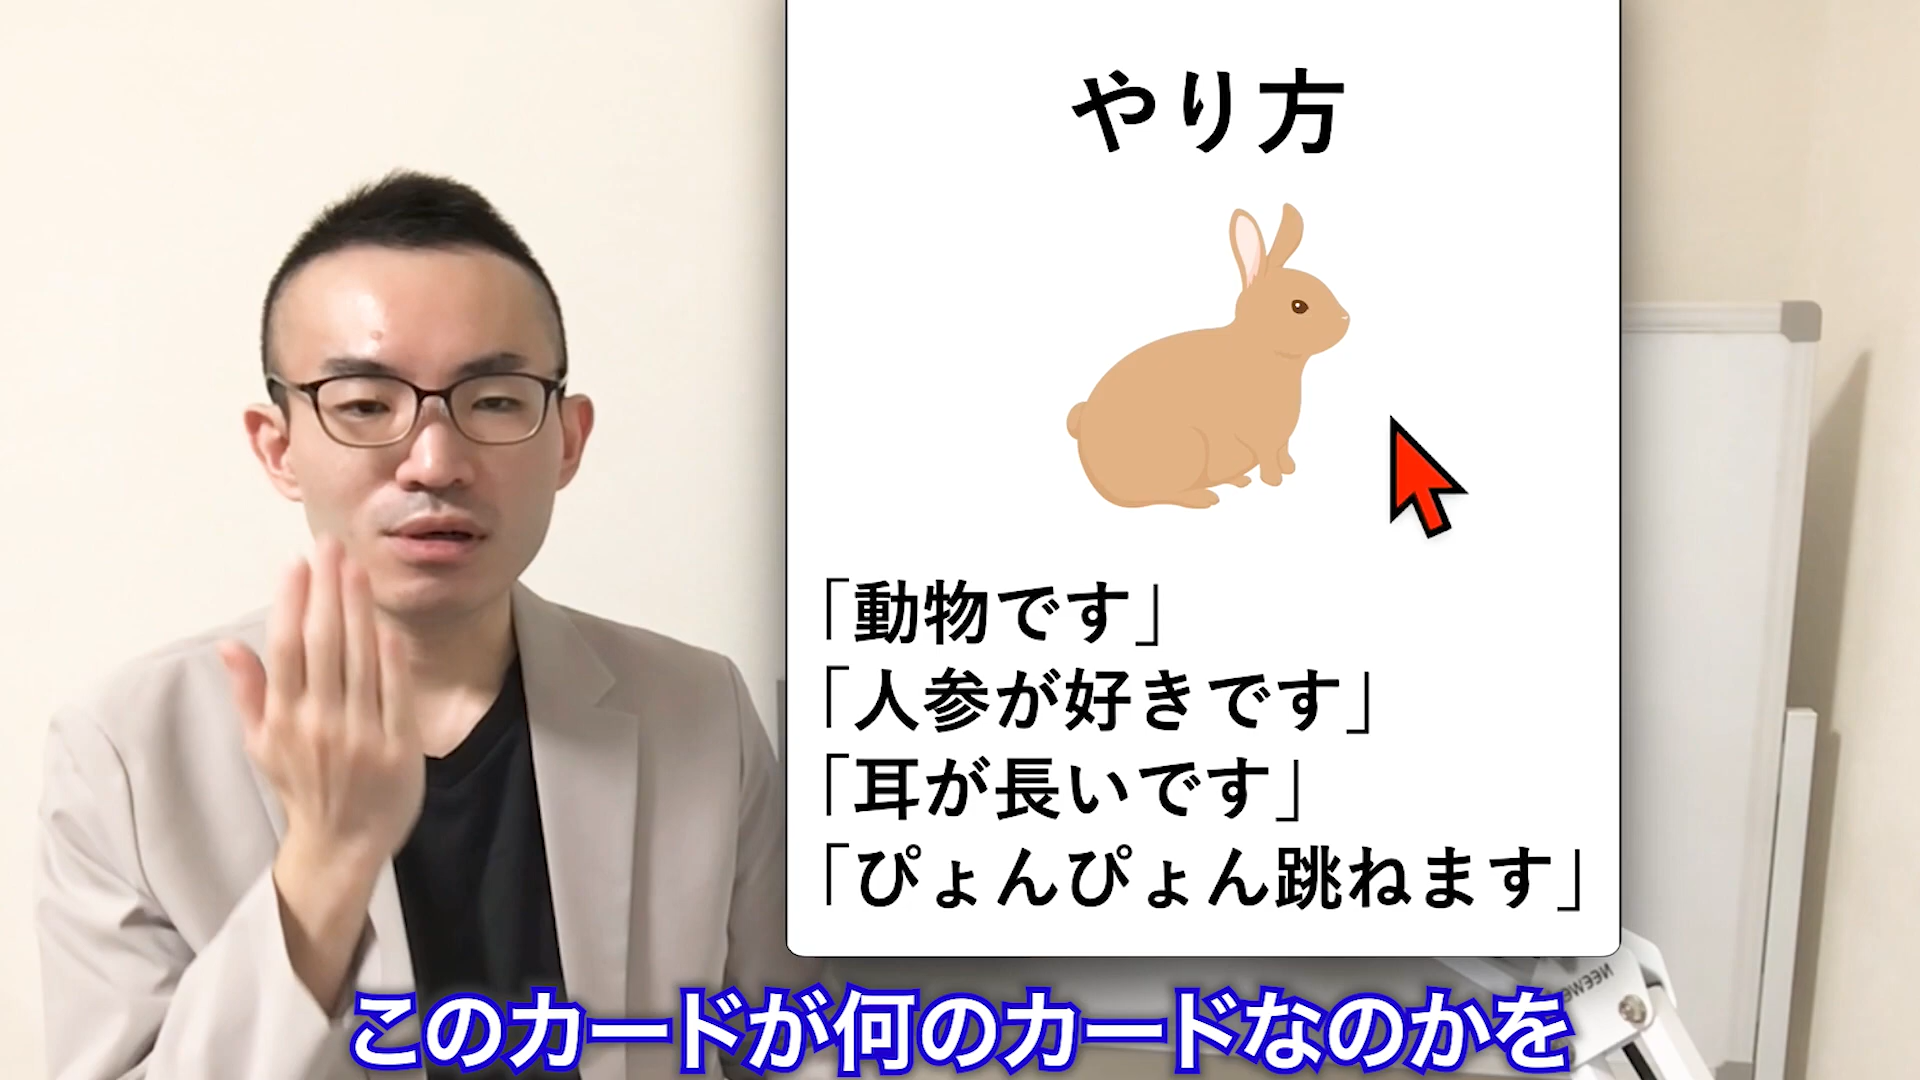 やり方
「動物です」
「人参が好きです」
「耳が長いです」
「ぴょんぴょん跳ねます」
NEEWE
このカードが何のカードなのかを